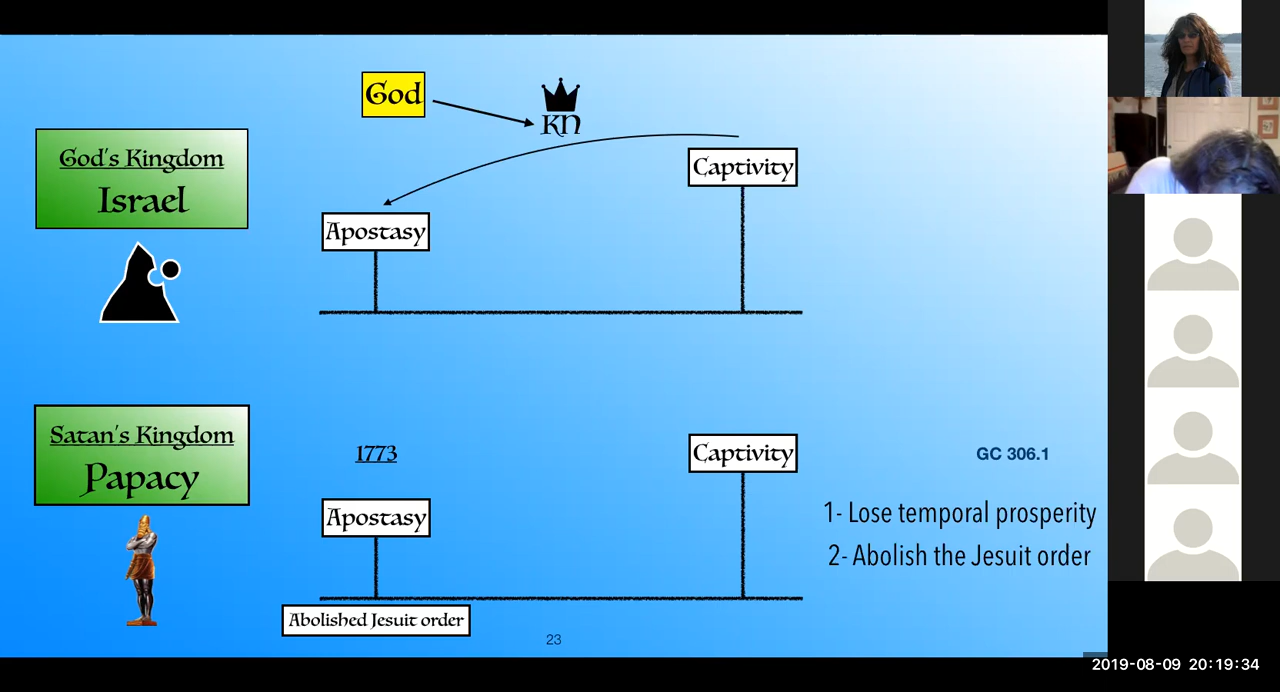 God
KN
God's Kingdom
Israel
Captivity
Apostasy
Satan's Kingdom
Papacy
1773
Captivity
GC 306.1
Apostasy
1- Lose temporal prosperity
2- Abolish the Jesuit order
Abolished Jesuit order
23
2019-08-09 20:19:34